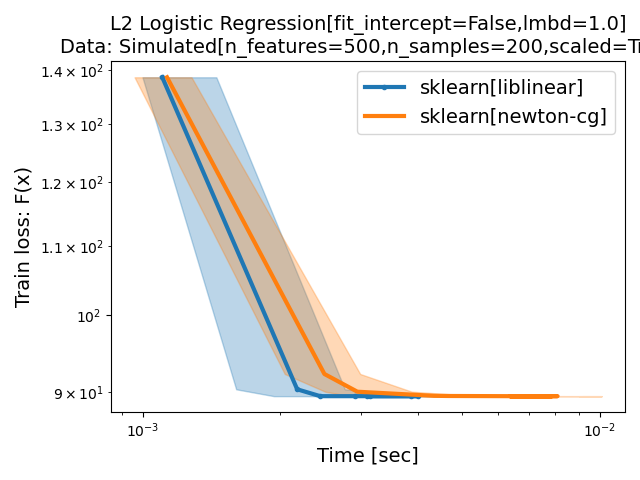 L2 Logistic Regression[fit_intercept=False,lmbd=1.0]
Data: Simulated[n_features=500,n_samples=200,scaled=
sklearn[liblinear]
sklearn[newton-cg]
Train loss: F(x)
1.4 × 10²
1.3 × 10²
1.2 × 10²
1.1 × 10²
10²
9 × 10¹
10⁻³
10⁻²
Time [sec]